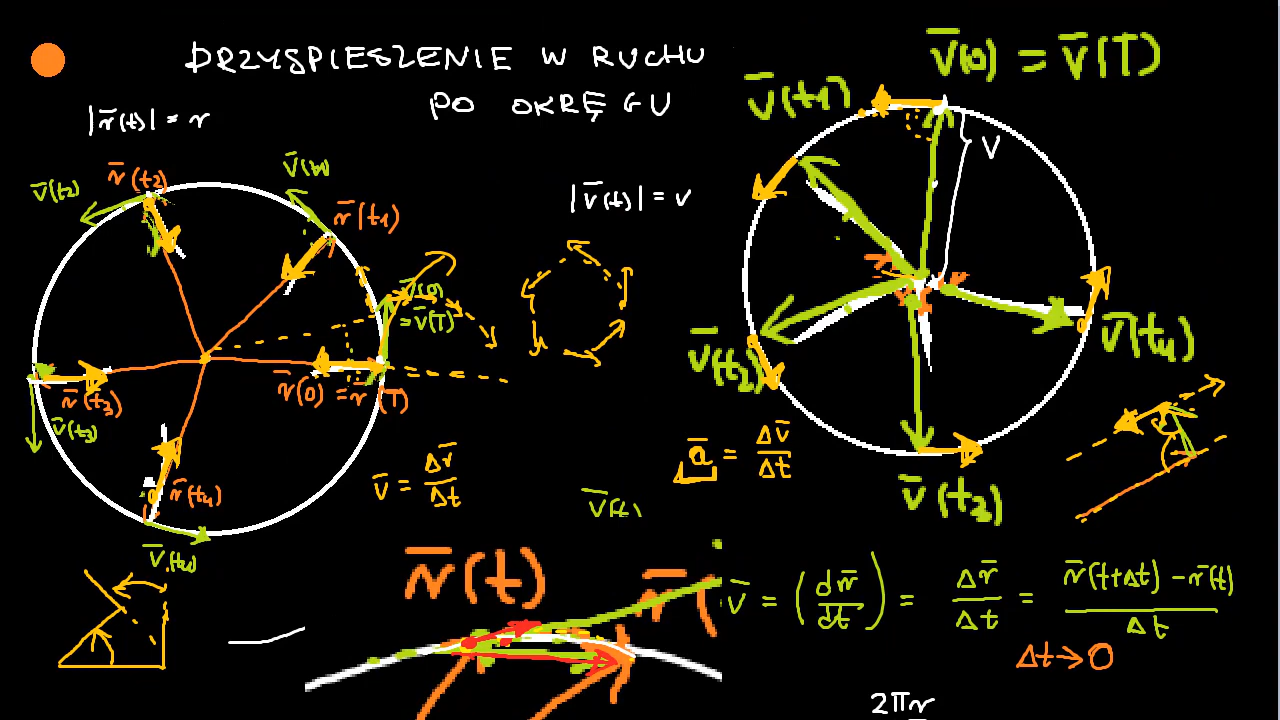 PRZYSPIESZENIE W RUCHU
PO OKRĘGU
|r̄(t)| = r
|v̄(t)| = v
v̄(0) = v̄(T)
v̄(t1)
V
v̄(t2)
v̄(t3)
v̄(t4)
r̄(t2)
v̄(t2)
r̄(t1)
v̄(0)
= v̄(T)
r̄(0) = r̄(T)
r̄(t3)
v̄(t3)
r̄(t4)
v̄(t4)
v̄ = Δr̄/Δt
ā = Δv̄/Δt
v̄(t)
r̄(t)
r̄(
v̄ = (dr̄/dt) = Δr̄/Δt = (r̄(t+Δt) - r̄(t))/Δt
Δt→0
2πr